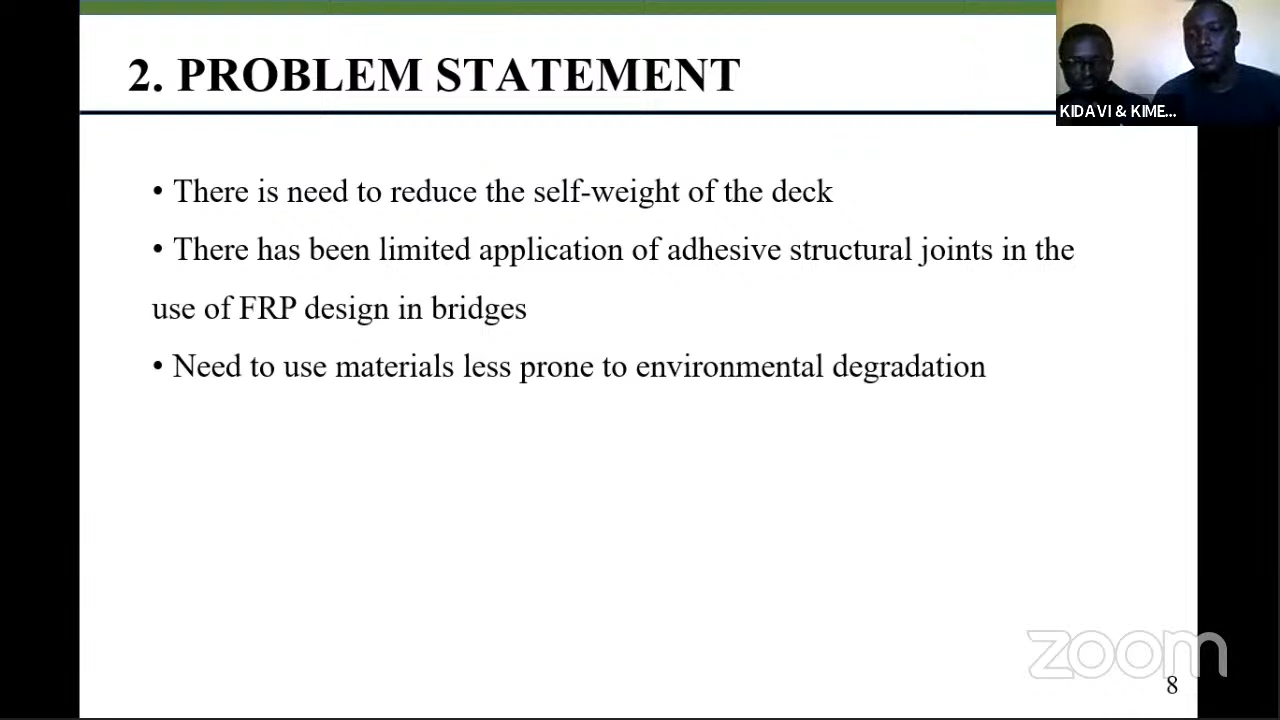 2. PROBLEM STATEMENT
KIDAVI & KIME...
• There is need to reduce the self-weight of the deck
• There has been limited application of adhesive structural joints in the
use of FRP design in bridges
• Need to use materials less prone to environmental degradation
zoom
8